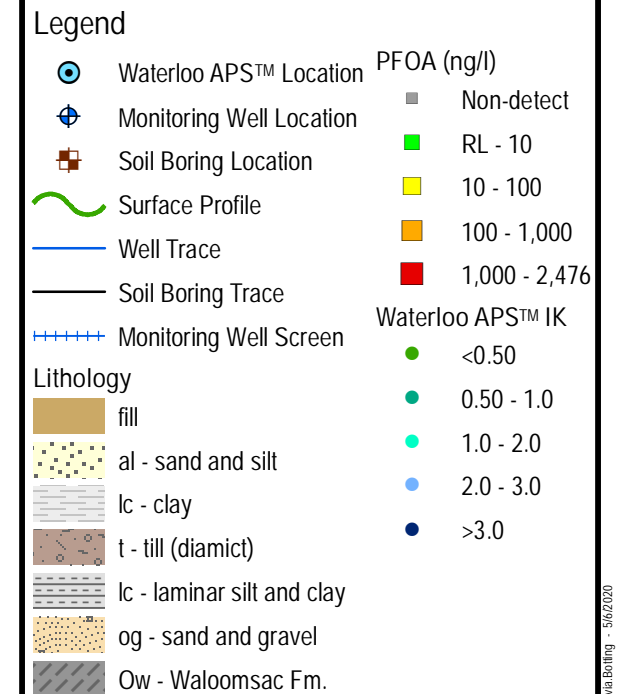 Legend
Waterloo APS™ Location
Monitoring Well Location
Soil Boring Location
Surface Profile
Well Trace
Soil Boring Trace
Monitoring Well Screen
Lithology
fill
al - sand and silt
lc - clay
t - till (diamict)
lc - laminar silt and clay
og - sand and gravel
Ow - Waloomsac Fm.
PFOA (ng/l)
Non-detect
RL - 10
10 - 100
100 - 1,000
1,000 - 2,476
Waterloo APS™ IK
<0.50
0.50 - 1.0
1.0 - 2.0
2.0 - 3.0
>3.0
via.Botting - 5/6/2020